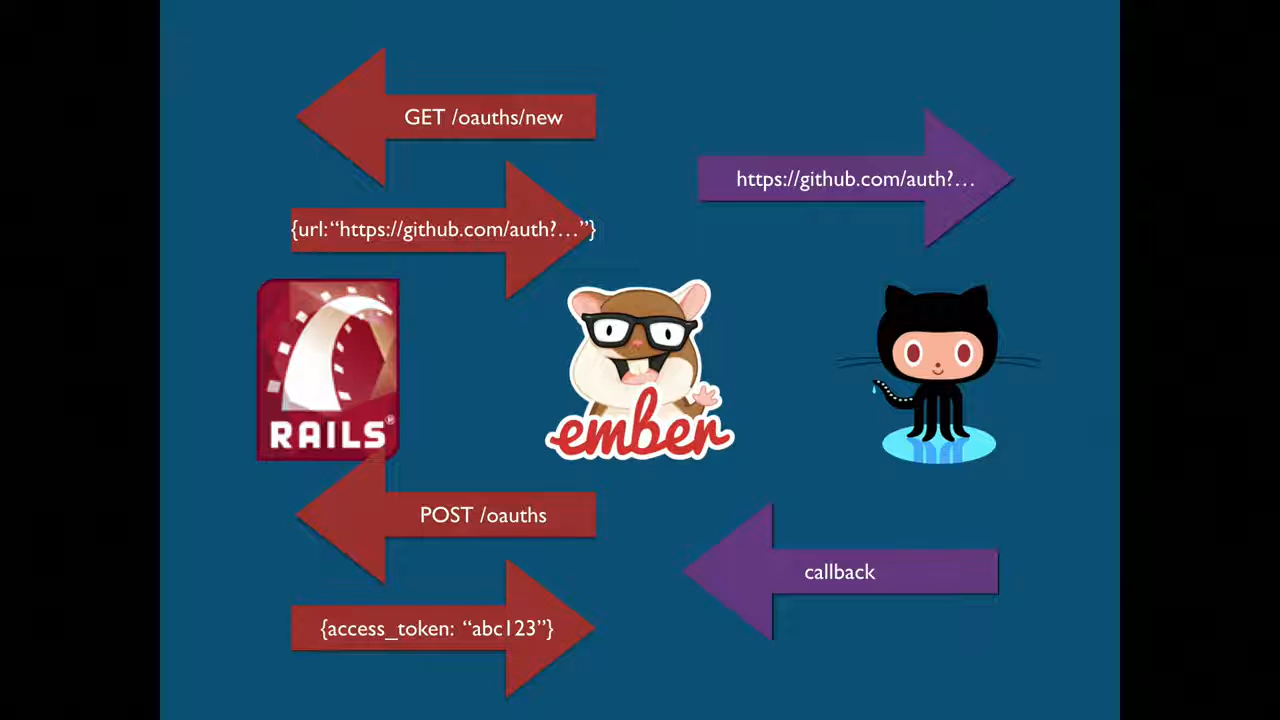 GET /oauths/new
https://github.com/auth?...
{url:“https://github.com/auth?...”}
RAILS®
ember
POST /oauths
callback
{access_token: “abc123”}